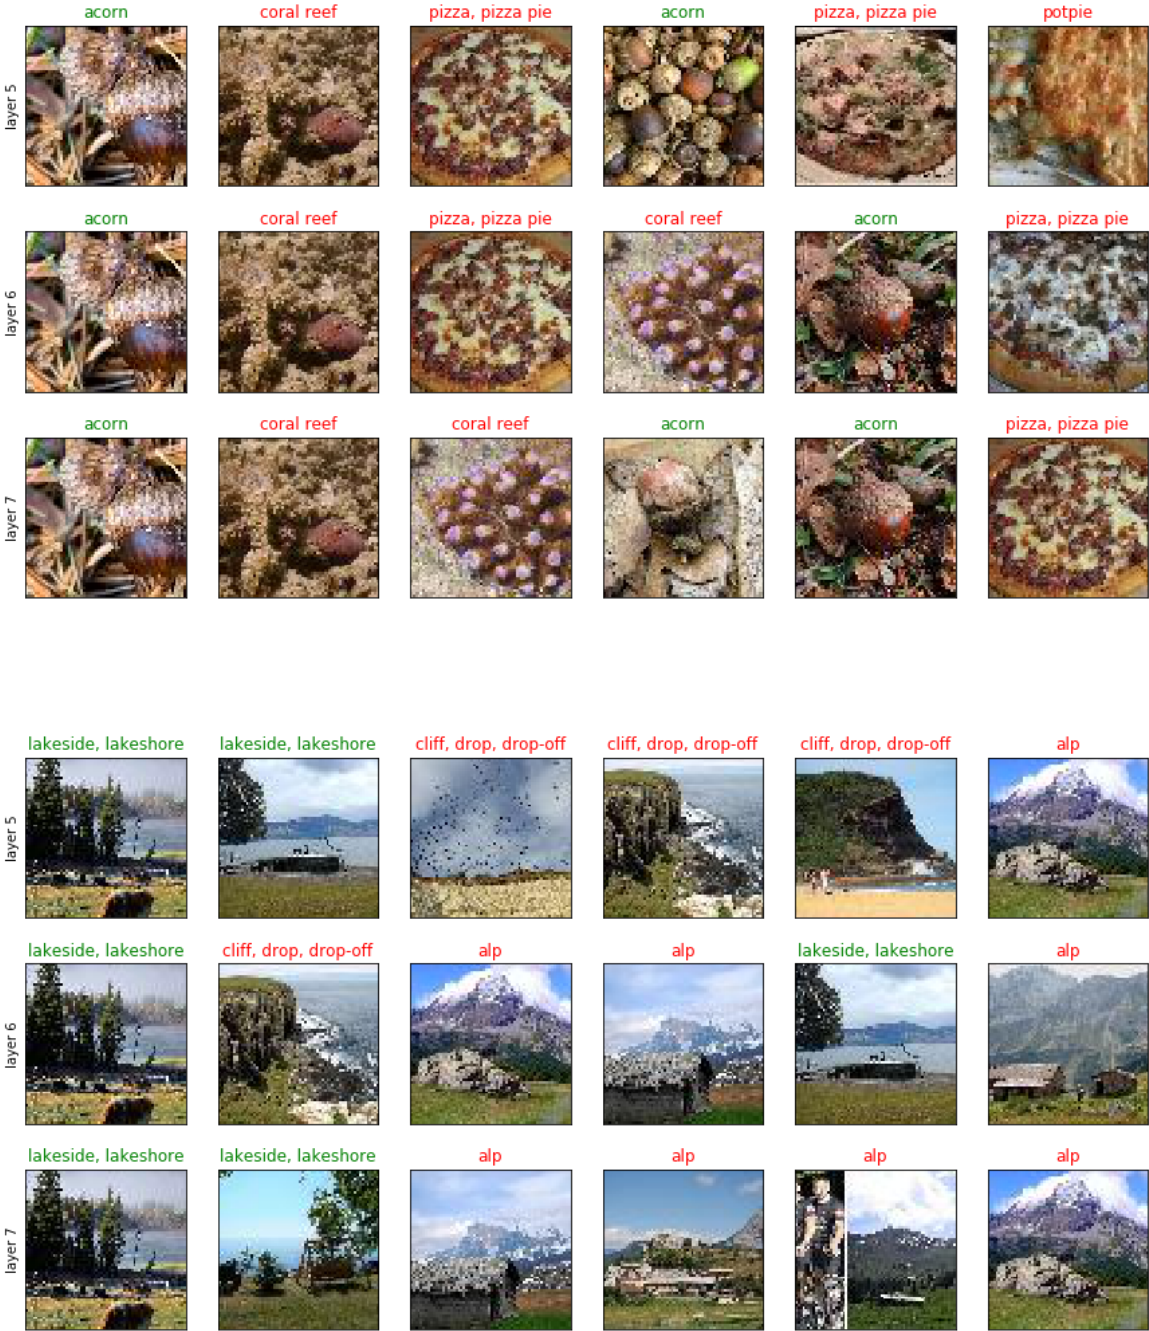 acorn coral reef pizza, pizza pie acorn pizza, pizza pie potpie
layer 5
acorn coral reef pizza, pizza pie coral reef acorn pizza, pizza pie
layer 6
acorn coral reef coral reef acorn acorn pizza, pizza pie
layer 7
lakeside, lakeshore lakeside, lakeshore cliff, drop, drop-off cliff, drop, drop-off cliff, drop, drop-off alp
layer 5
lakeside, lakeshore cliff, drop, drop-off alp alp lakeside, lakeshore alp
layer 6
lakeside, lakeshore lakeside, lakeshore alp alp alp alp
layer 7